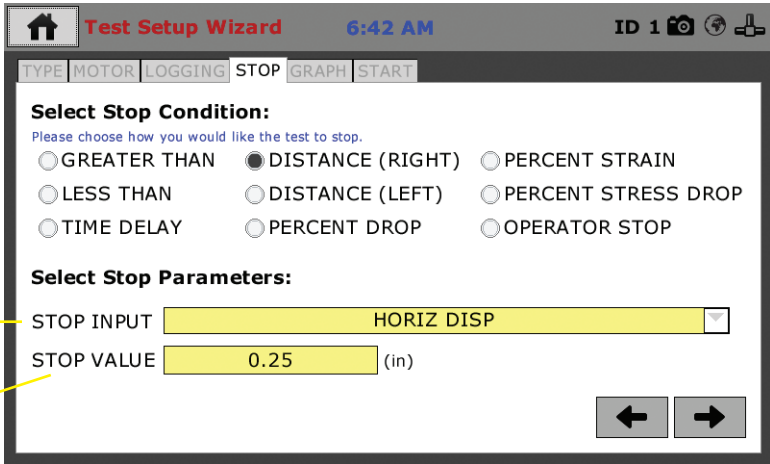 Test Setup Wizard 6:42 AM ID 1
TYPE MOTOR LOGGING STOP GRAPH START
Select Stop Condition:
Please choose how you would like the test to stop.
GREATER THAN DISTANCE (RIGHT) PERCENT STRAIN
LESS THAN DISTANCE (LEFT) PERCENT STRESS DROP
TIME DELAY PERCENT DROP OPERATOR STOP
Select Stop Parameters:
STOP INPUT HORIZ DISP
STOP VALUE 0.25 (in)